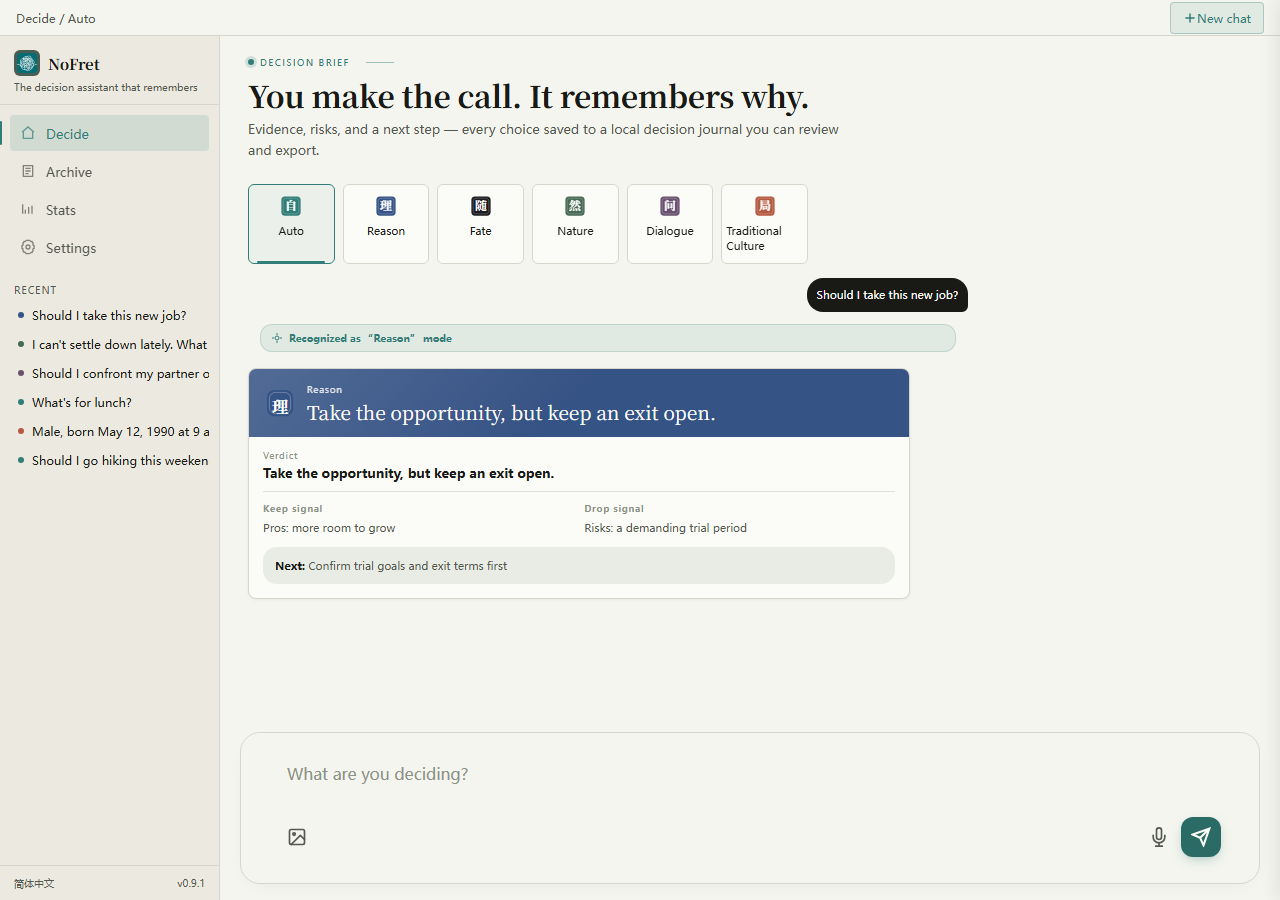 Decide / Auto
+ New chat
NoFret
The decision assistant that remembers
Decide
Archive
Stats
Settings
RECENT
Should I take this new job?
I can't settle down lately. What
Should I confront my partner o
What's for lunch?
Male, born May 12, 1990 at 9 a
Should I go hiking this weeken
简体中文
v0.9.1
DECISION BRIEF
You make the call. It remembers why.
Evidence, risks, and a next step — every choice saved to a local decision journal you can review
and export.
自
Auto
理
Reason
随
Fate
然
Nature
问
Dialogue
局
Traditional
Culture
Should I take this new job?
Recognized as “Reason” mode
理
Reason
Take the opportunity, but keep an exit open.
Verdict
Take the opportunity, but keep an exit open.
Keep signal
Pros: more room to grow
Drop signal
Risks: a demanding trial period
Next: Confirm trial goals and exit terms first
What are you deciding?